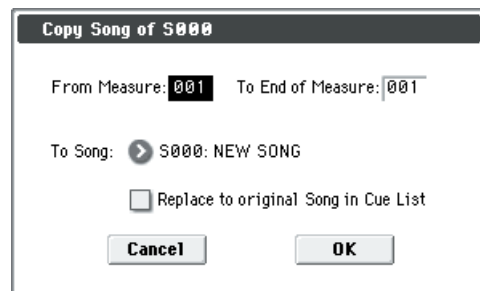 Copy Song of S000
From Measure: 001 To End of Measure: 001
To Song: S000: NEW SONG
Replace to original Song in Cue List
Cancel OK